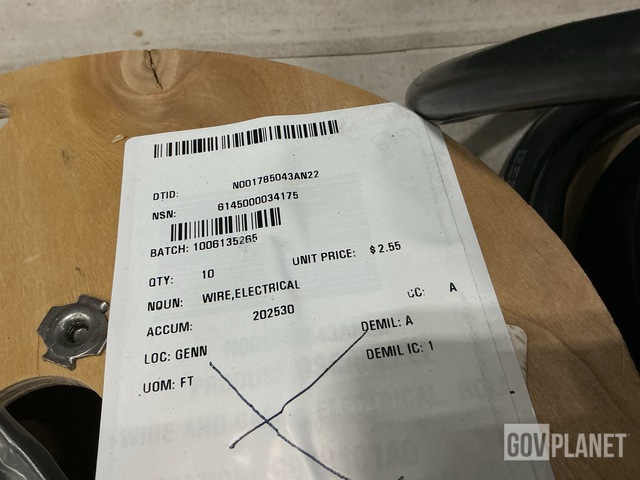 DTID: N001785043AN22
NSN: 6145000034175
BATCH: 1006135265
QTY: 10 UNIT PRICE: $ 2.55
NOUN: WIRE,ELECTRICAL
CC: A
ACCUM: 202530
DEMIL: A
LOC: GENN
DEMIL IC: 1
UOM: FT
GOVPLANET